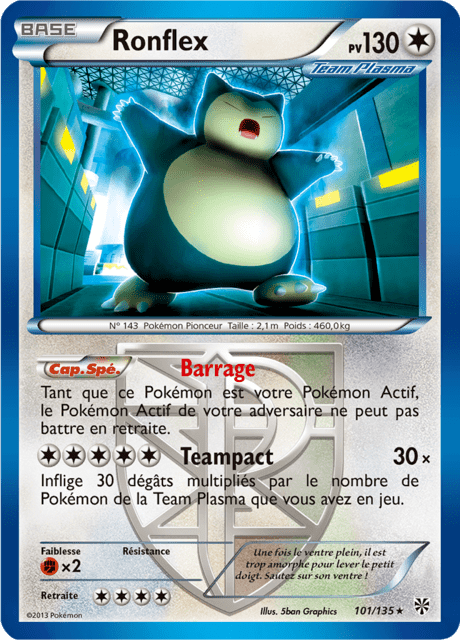 BASE Ronflex PV130
Team Plasma
N° 143 Pokémon Pionceur Taille : 2,1m Poids : 460,0kg
Cap.Spé. Barrage
Tant que ce Pokémon est votre Pokémon Actif,
le Pokémon Actif de votre adversaire ne peut pas
battre en retraite.
Teampact 30×
Inflige 30 dégâts multipliés par le nombre de
Pokémon de la Team Plasma que vous avez en jeu.
Faiblesse Résistance
×2
Une fois le ventre plein, il est
trop amorphe pour lever le petit
doigt. Sautez sur son ventre !
Retraite
©2013 Pokémon
Illus. 5ban Graphics 101/135★